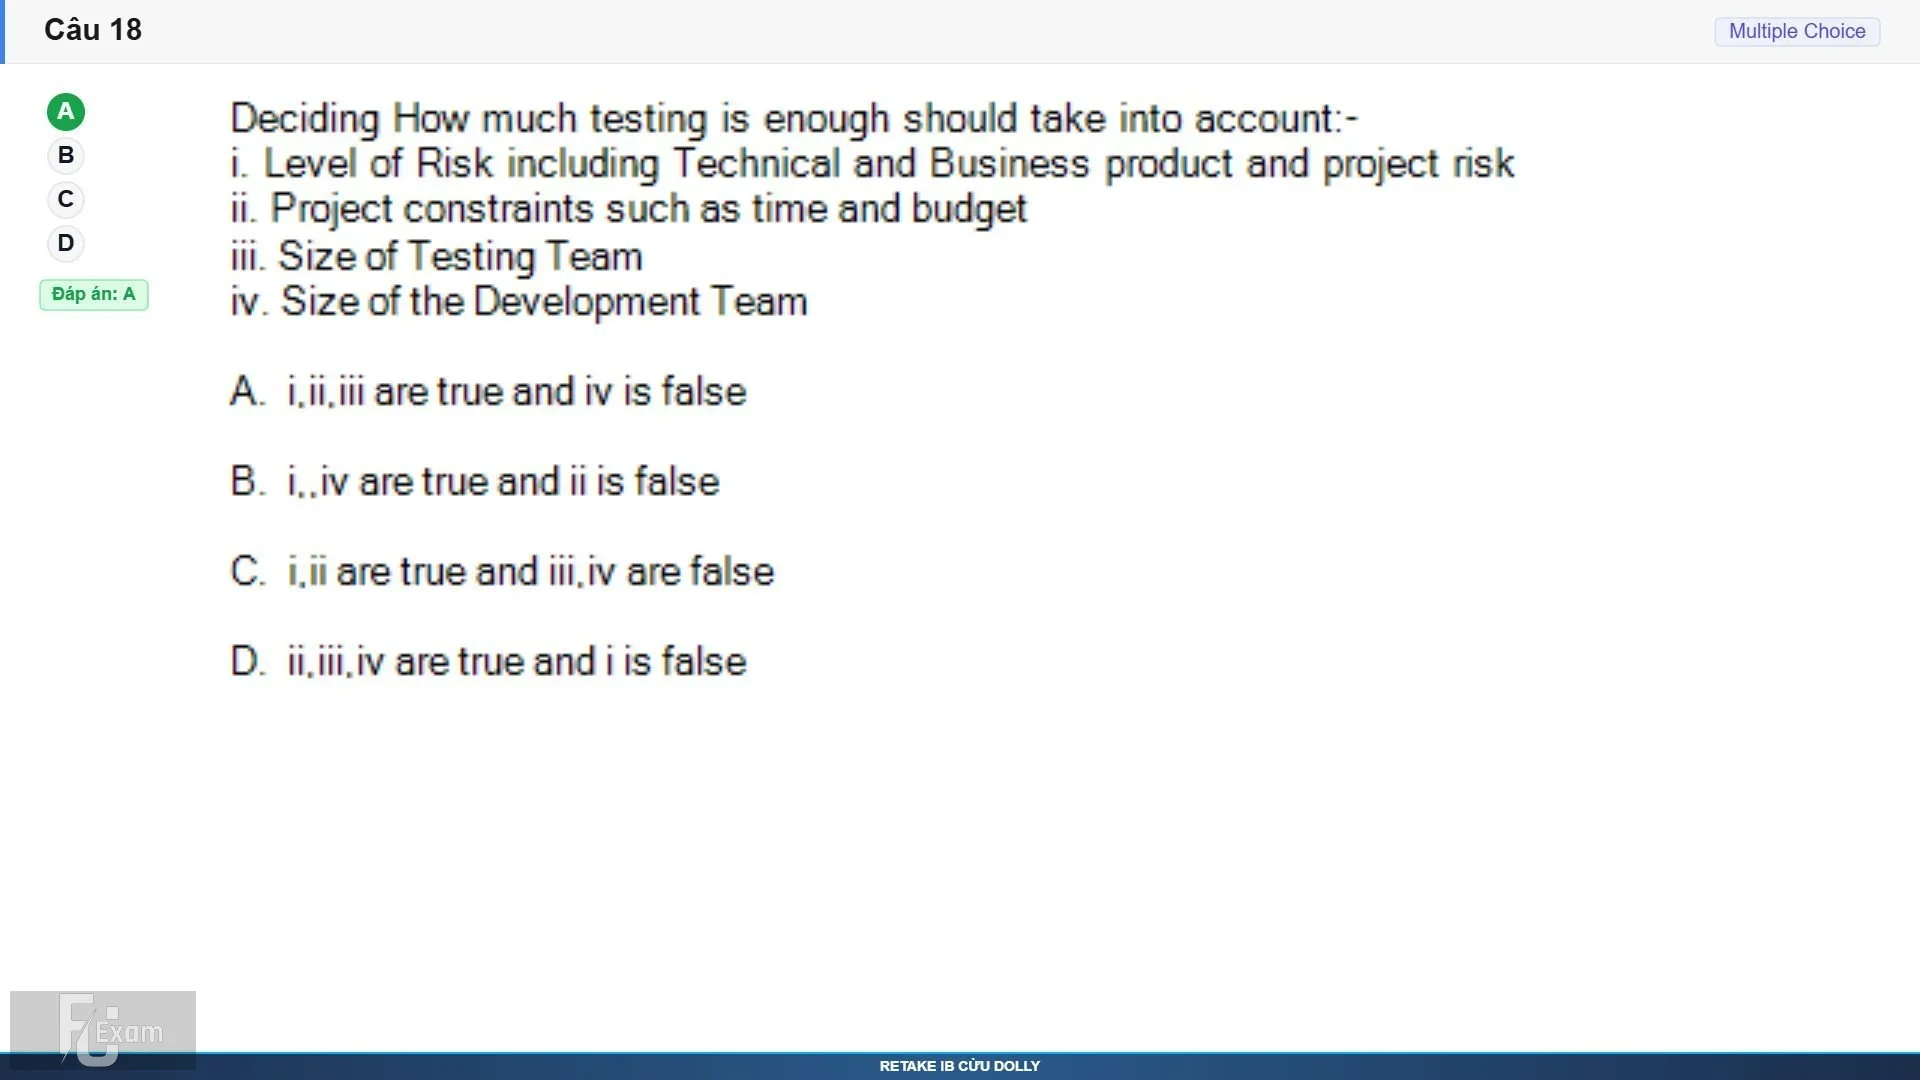 Câu 18
Multiple Choice
A
B
C
D
Đáp án: A
Deciding How much testing is enough should take into account:-
i. Level of Risk including Technical and Business product and project risk
ii. Project constraints such as time and budget
iii. Size of Testing Team
iv. Size of the Development Team
A. i,ii,iii are true and iv is false
B. i,,iv are true and ii is false
C. i,ii are true and iii,iv are false
D. ii,iii,iv are true and i is false
FU Exam
RETAKE IB CỪU DOLLY